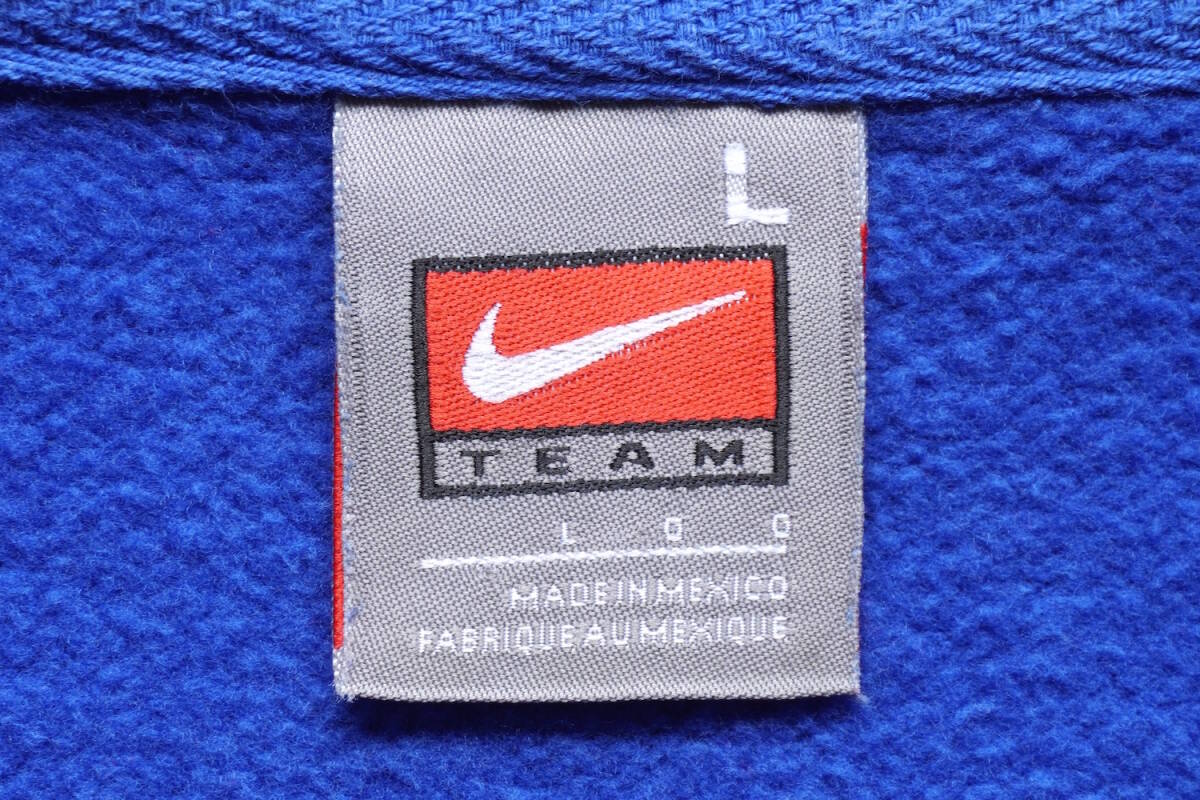 L
TEAM
L G G
MADE IN MEXICO
FABRIQUE AU MEXIQUE